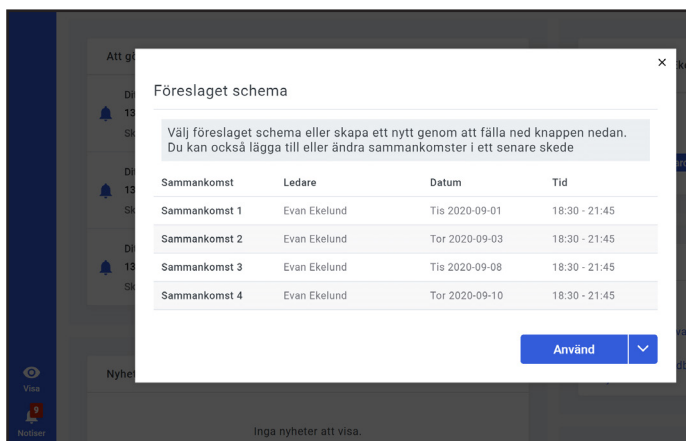 Att gö
×
Föreslaget schema
Välj föreslaget schema eller skapa ett nytt genom att fälla ned knappen nedan.
Du kan också lägga till eller ändra sammankomster i ett senare skede
Sammankomst Ledare Datum Tid
Sammankomst 1 Evan Ekelund Tis 2020-09-01 18:30 - 21:45
Sammankomst 2 Evan Ekelund Tor 2020-09-03 18:30 - 21:45
Sammankomst 3 Evan Ekelund Tis 2020-09-08 18:30 - 21:45
Sammankomst 4 Evan Ekelund Tor 2020-09-10 18:30 - 21:45
Använd
Visa
Nyhet
9
Notiser
Inga nyheter att visa.